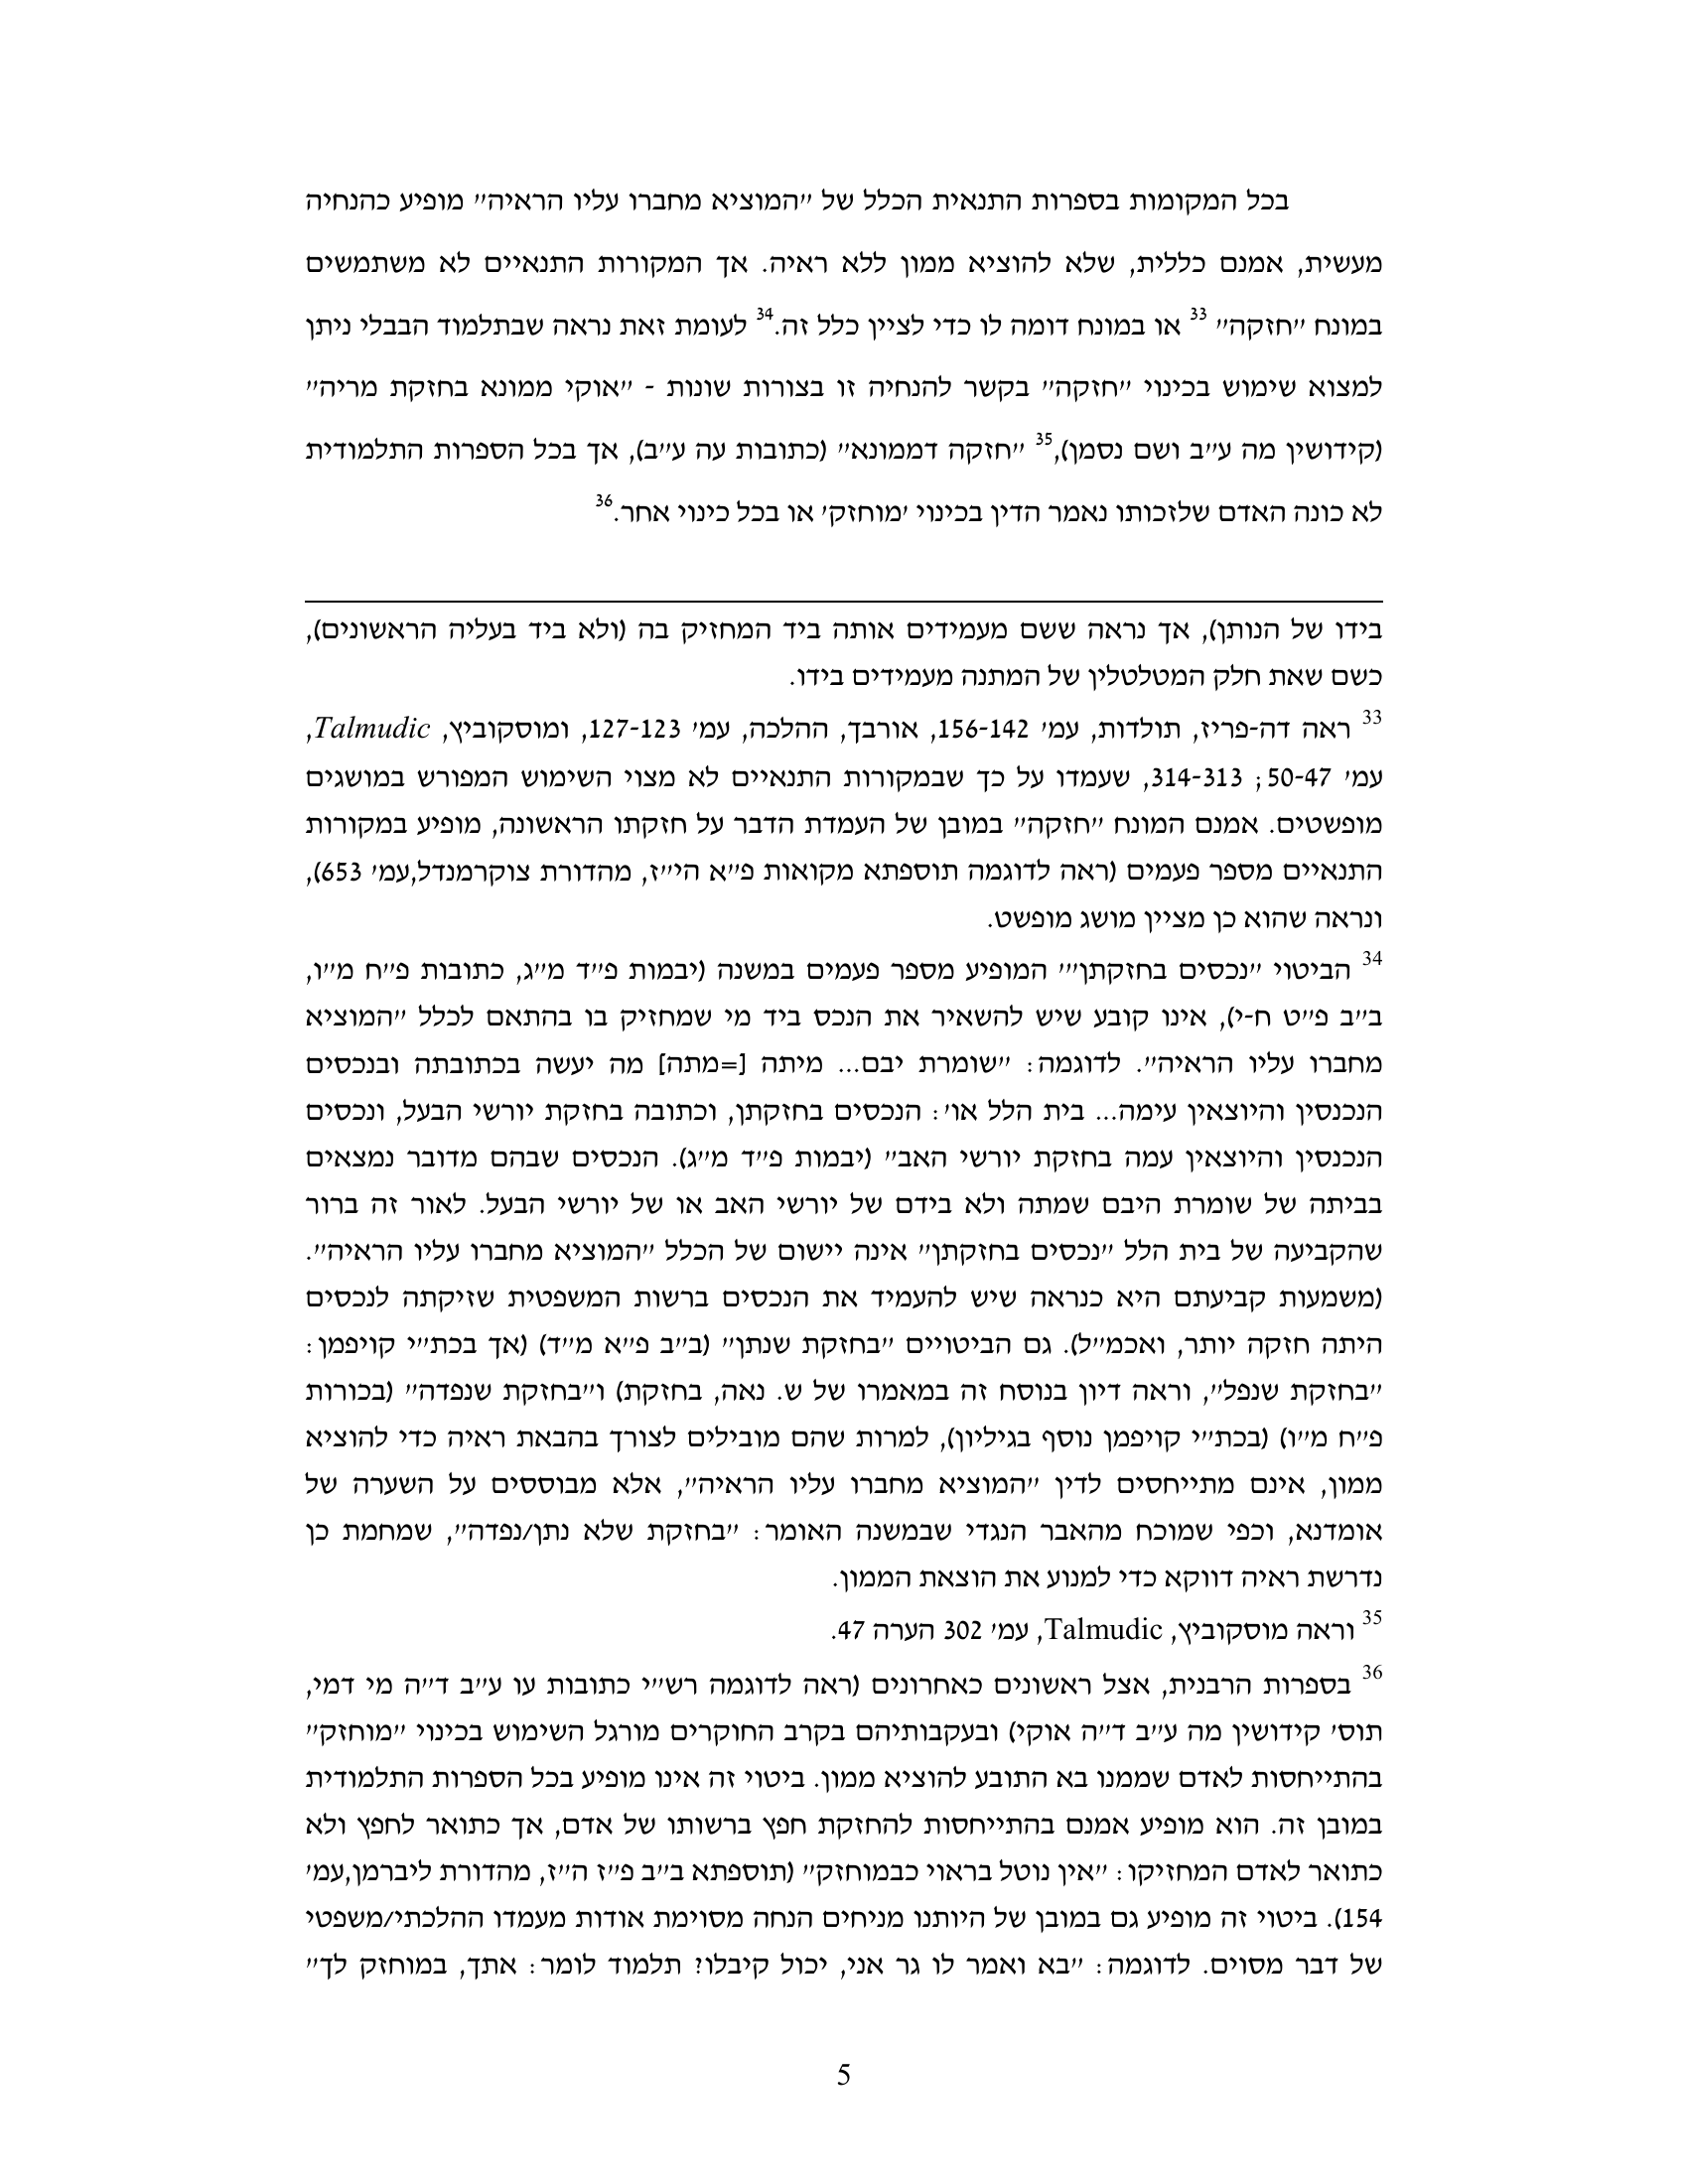 בכל המקומות בספרות התנאית הכלל של ״המוציא מחברו עליו הראיה״ מופיע כהנחיה
מעשית, אמנם כללית, שלא להוציא ממון ללא ראיה. אך המקורות התנאיים לא משתמשים
במונח ״חזקה״ 33 או במונח דומה לו כדי לציין כלל זה.34 לעומת זאת נראה שבתלמוד הבבלי ניתן
למצוא שימוש בכינוי ״חזקה״ בקשר להנחיה זו בצורות שונות - ״אוקי ממונא בחזקת מריה״
(קידושין מה ע״ב ושם נסמן),35 ״חזקה דממונא״ (כתובות עה ע״ב), אך בכל הספרות התלמודית
לא כונה האדם שלזכותו נאמר הדין בכינוי ׳מוחזק׳ או בכל כינוי אחר.36
בידו של הנותן), אך נראה ששם מעמידים אותה ביד המחזיק בה (ולא ביד בעליה הראשונים),
כשם שאת חלק המטלטלין של המתנה מעמידים בידו.
33 ראה דה-פריז, תולדות, עמ׳ 156-142, אורבך, ההלכה, עמ׳ 127-123, ומוסקוביץ, Talmudic,
עמ׳ 50-47; 314-313, שעמדו על כך שבמקורות התנאיים לא מצוי השימוש המפורש במושגים
מופשטים. אמנם המונח ״חזקה״ במובן של העמדת הדבר על חזקתו הראשונה, מופיע במקורות
התנאיים מספר פעמים (ראה לדוגמה תוספתא מקואות פ״א הי״ז, מהדורת צוקרמנדל,עמ׳ 653),
ונראה שהוא כן מציין מושג מופשט.
34 הביטוי ״נכסים בחזקתן״׳ המופיע מספר פעמים במשנה (יבמות פ״ד מ״ג, כתובות פ״ח מ״ו,
ב״ב פ״ט ח-י), אינו קובע שיש להשאיר את הנכס ביד מי שמחזיק בו בהתאם לכלל ״המוציא
מחברו עליו הראיה״. לדוגמה: ״שומרת יבם... מיתה [=מתה] מה יעשה בכתובתה ובנכסים
הנכנסין והיוצאין עימה... בית הלל או׳: הנכסים בחזקתן, וכתובה בחזקת יורשי הבעל, ונכסים
הנכנסין והיוצאין עמה בחזקת יורשי האב״ (יבמות פ״ד מ״ג). הנכסים שבהם מדובר נמצאים
בביתה של שומרת היבם שמתה ולא בידם של יורשי האב או של יורשי הבעל. לאור זה ברור
שהקביעה של בית הלל ״נכסים בחזקתן״ אינה יישום של הכלל ״המוציא מחברו עליו הראיה״.
(משמעות קביעתם היא כנראה שיש להעמיד את הנכסים ברשות המשפטית שזיקתה לנכסים
היתה חזקה יותר, ואכמ״ל). גם הביטויים ״בחזקת שנתן״ (ב״ב פ״א מ״ד) (אך בכת״י קויפמן:
״בחזקת שנפל״, וראה דיון בנוסח זה במאמרו של ש. נאה, בחזקת) ו״בחזקת שנפדה״ (בכורות
פ״ח מ״ו) (בכת״י קויפמן נוסף בגיליון), למרות שהם מובילים לצורך בהבאת ראיה כדי להוציא
ממון, אינם מתייחסים לדין ״המוציא מחברו עליו הראיה״, אלא מבוססים על השערה של
אומדנא, וכפי שמוכח מהאבר הנגדי שבמשנה האומר: ״בחזקת שלא נתן/נפדה״, שמחמת כן
נדרשת ראיה דווקא כדי למנוע את הוצאת הממון.
35 וראה מוסקוביץ, Talmudic, עמ׳ 302 הערה 47.
36 בספרות הרבנית, אצל ראשונים כאחרונים (ראה לדוגמה רש״י כתובות עו ע״ב ד״ה מי דמי,
תוס׳ קידושין מה ע״ב ד״ה אוקי) ובעקבותיהם בקרב החוקרים מורגל השימוש בכינוי ״מוחזק״
בהתייחסות לאדם שממנו בא התובע להוציא ממון. ביטוי זה אינו מופיע בכל הספרות התלמודית
במובן זה. הוא מופיע אמנם בהתייחסות להחזקת חפץ ברשותו של אדם, אך כתואר לחפץ ולא
כתואר לאדם המחזיקו: ״אין נוטל בראוי כבמוחזק״ (תוספתא ב״ב פ״ז ה״ז, מהדורת ליברמן,עמ׳
154). ביטוי זה מופיע גם במובן של היותנו מניחים הנחה מסוימת אודות מעמדו ההלכתי/משפטי
של דבר מסוים. לדוגמה: ״בא ואמר לו גר אני, יכול קיבלו? תלמוד לומר: אתך, במוחזק לך״
5